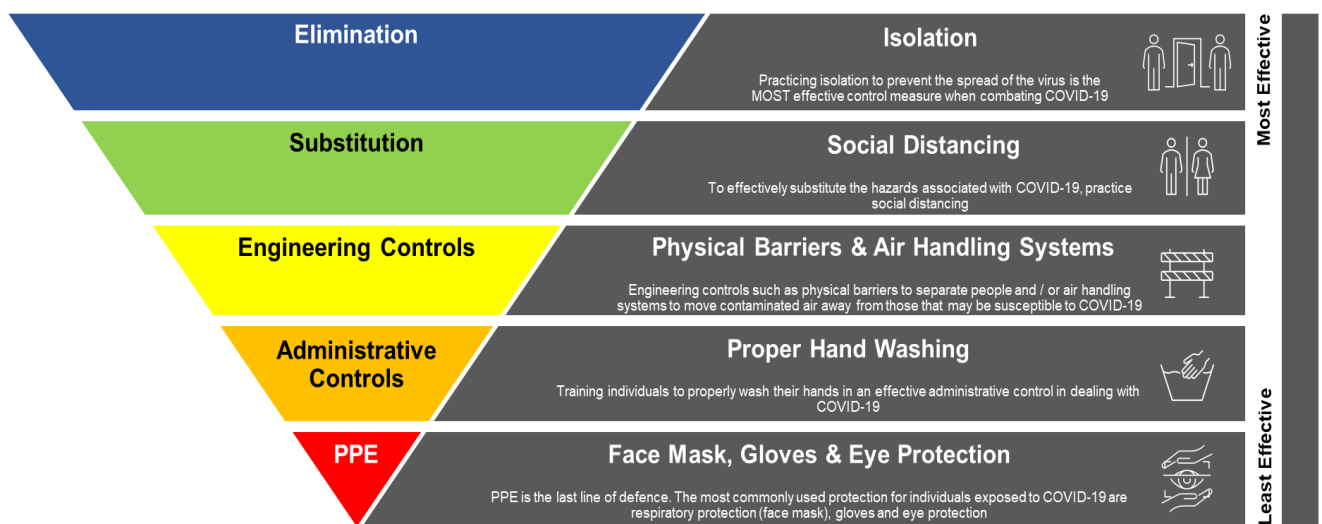 Elimination
Isolation
Practicing isolation to prevent the spread of the virus is the
MOST effective control measure when combating COVID-19
Most Effective
Substitution
Social Distancing
To effectively substitute the hazards associated with COVID-19, practice
social distancing
Engineering Controls
Physical Barriers & Air Handling Systems
Engineering controls such as physical barriers to separate people and / or air handling
systems to move contaminated air away from those that may be susceptible to COVID-19
Administrative
Controls
Proper Hand Washing
Training individuals to properly wash their hands in an effective administrative control in dealing with
COVID-19
PPE
Face Mask, Gloves & Eye Protection
PPE is the last line of defence. The most commonly used protection for individuals exposed to COVID-19 are
respiratory protection (face mask), gloves and eye protection
Least Effective